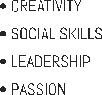 • CREATIVITY
• SOCIAL SKILLS
• LEADERSHIP
• PASSION